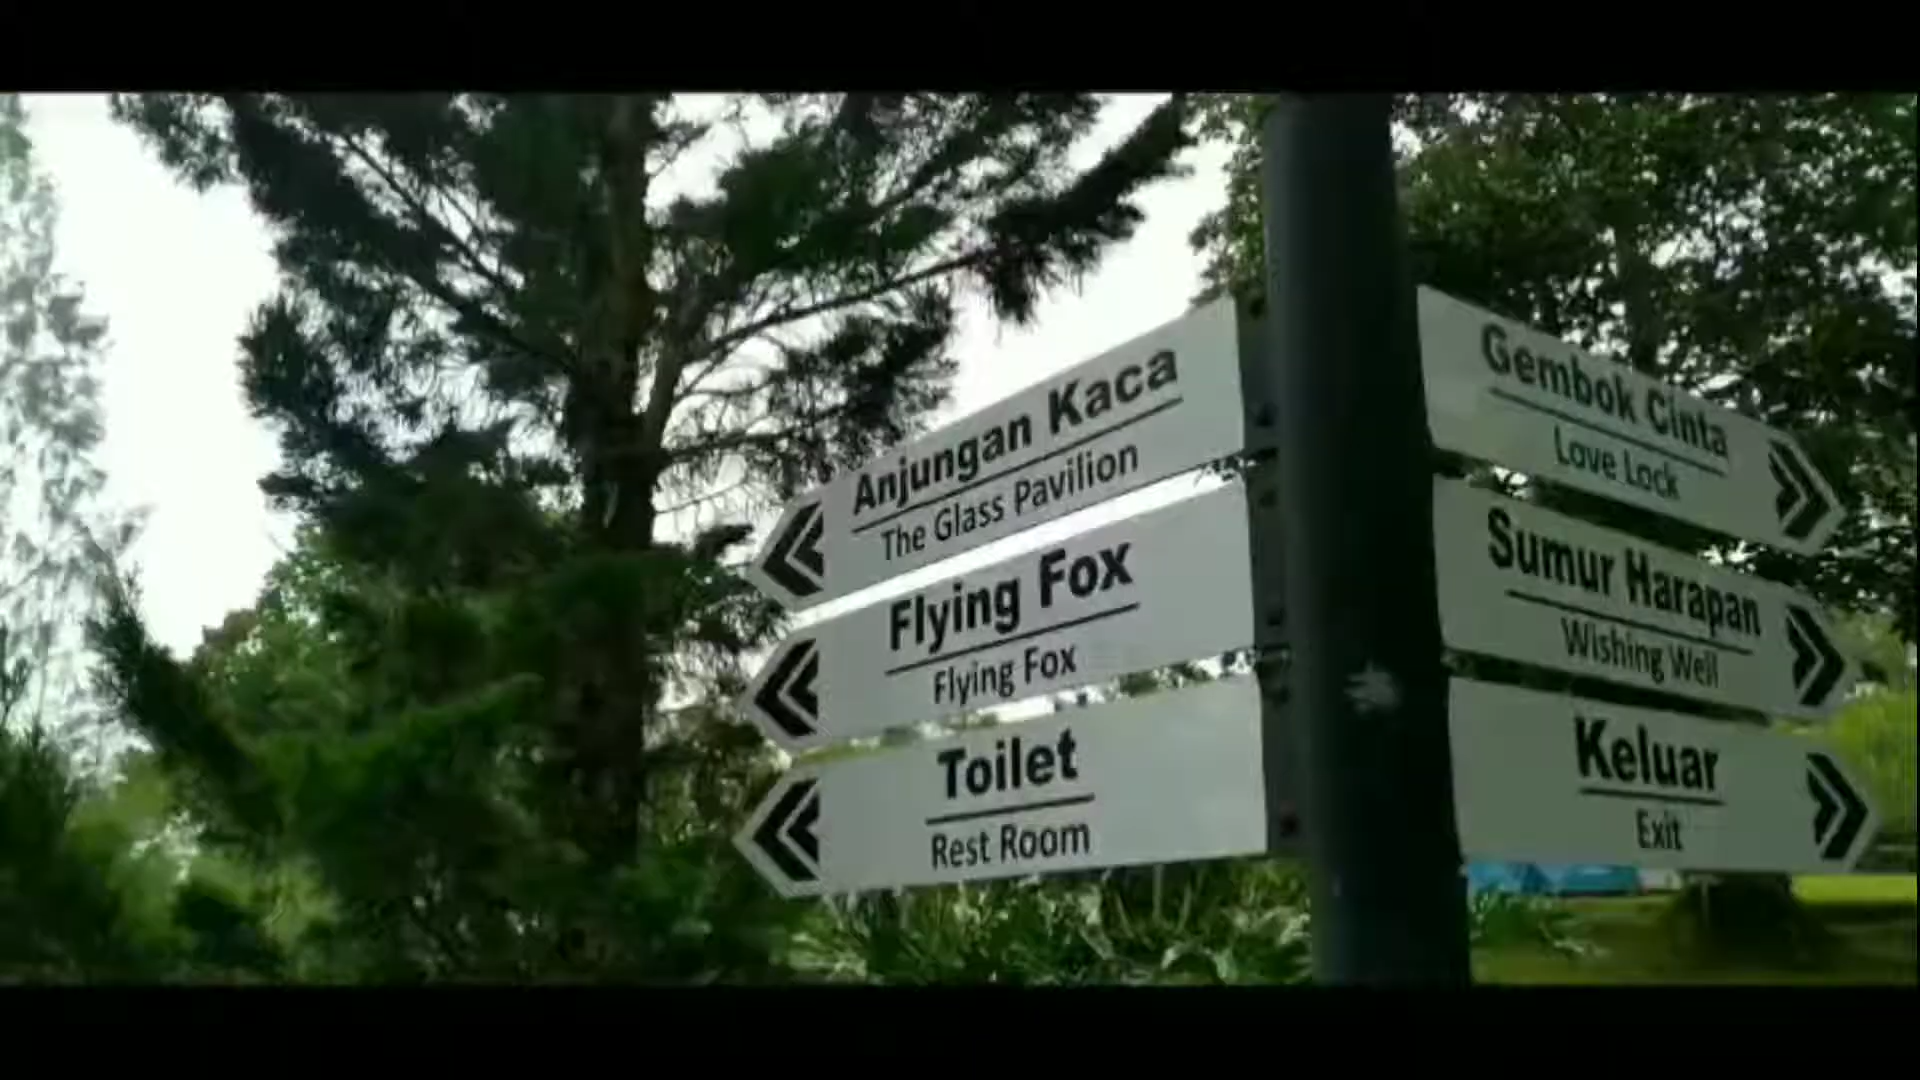 Anjungan Kaca
The Glass Pavilion
Flying Fox
Flying Fox
Toilet
Rest Room
Gembok Cinta
Love Lock
Sumur Harapan
Wishing Well
Keluar
Exit